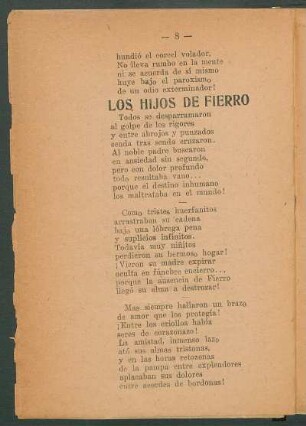 — 8 —
hundió el corcel volador.
No lleva rumbo en la mente
ni se acuerda de sí mismo
huye bajo el paroxismo
de un odio exterminador!
LOS HIJOS DE FIERRO
Todos se desparramaron
al golpe de los rigores
y entre abrojos y punzados
senda tras senda cruzaron.
Al noble padre buscaron
en ansiedad sin segundo,
pero con dolor profundo
todo resultaba vano...
porque el destino inhumano
los maltrataba en el mundo!
—
Como tristes huerfanitos
arrastraban su cadena
bajo una lóbrega pena
y suplicios infinitos.
Todavía muy niñitos
perdieron su hermoso hogar!
¡Vieron su madre expirar
oculta en fúnebre encierro...,
porque la ausencia de Fierro
llegó su alma a destrozar!
Mas siempre hallaron un brazo
de amor que los protegía!
¡Entre los criollos había
seres de corazonazo!
La amistad, inmenso lazo
ató sus almas tristonas,
y en las horas retozonas
de la pampa entre esplendores
aplacaban sus dolores
entre acordes de bordonas!